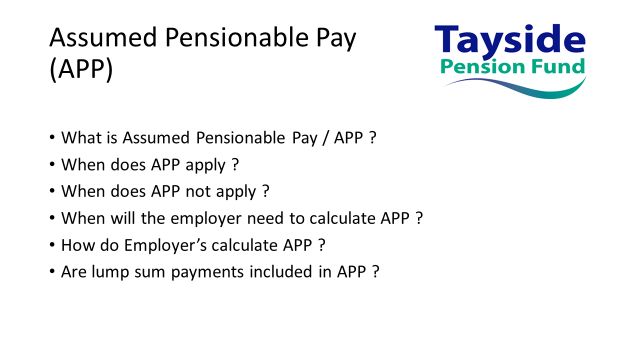 Assumed Pensionable Pay
(APP)
Tayside
Pension Fund
• What is Assumed Pensionable Pay / APP ?
• When does APP apply ?
• When does APP not apply ?
• When will the employer need to calculate APP ?
• How do Employer's calculate APP ?
• Are lump sum payments included in APP ?